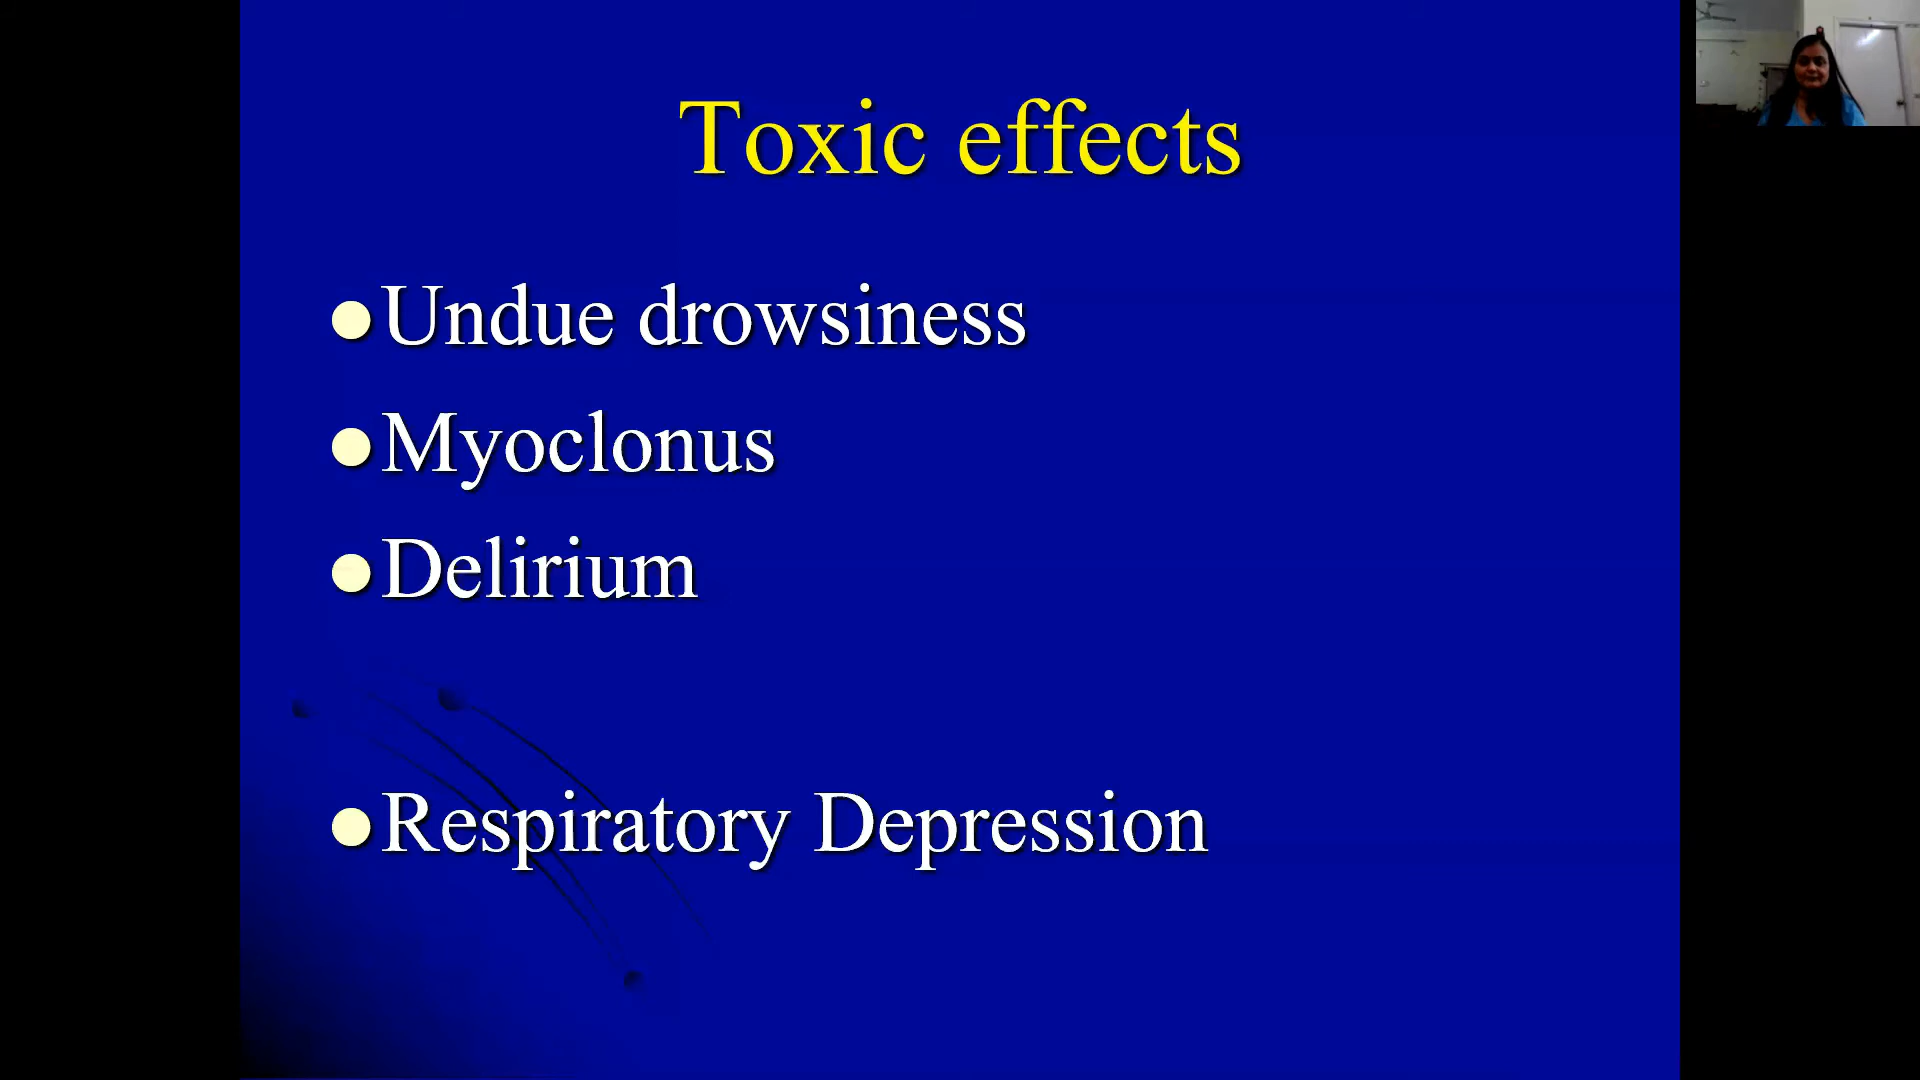 Toxic effects
Undue drowsiness
Myoclonus
Delirium
Respiratory Depression